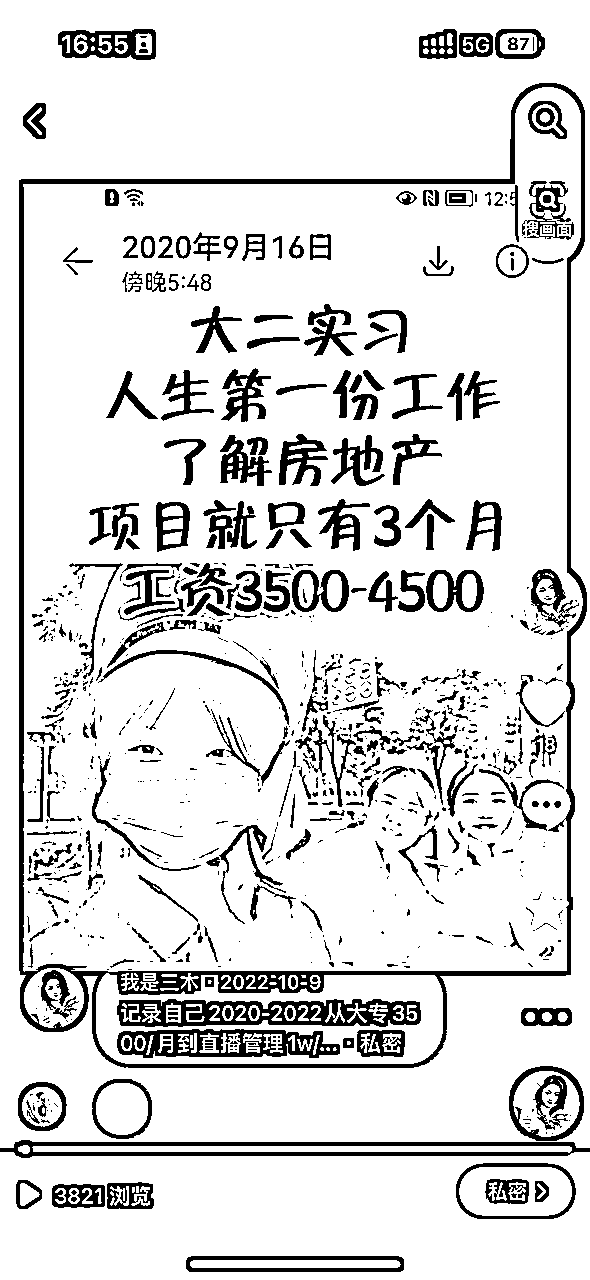 16:55
5G 87
搜画面
12:5
2020年9月16日
傍晚5:48
大二实习
人生第一份工作
了解房地产
项目就只有3个月
工资3500-4500
18
我是三木·2022-10-9
记录自己2020-2022从大专35
00/月到直播管理1w/...·私密
3821浏览
私密